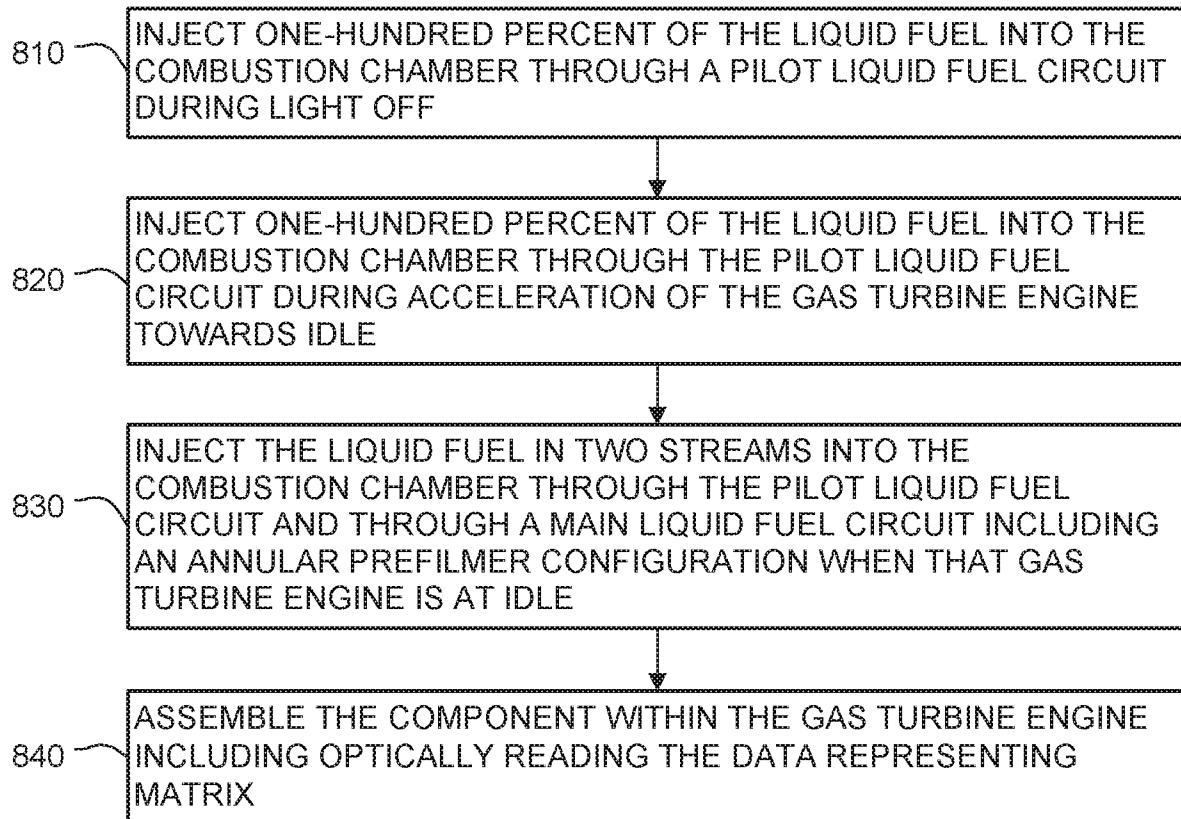 810
INJECT ONE-HUNDRED PERCENT OF THE LIQUID FUEL INTO THE
COMBUSTION CHAMBER THROUGH A PILOT LIQUID FUEL CIRCUIT
DURING LIGHT OFF
820
INJECT ONE-HUNDRED PERCENT OF THE LIQUID FUEL INTO THE
COMBUSTION CHAMBER THROUGH THE PILOT LIQUID FUEL
CIRCUIT DURING ACCELERATION OF THE GAS TURBINE ENGINE
TOWARDS IDLE
830
INJECT THE LIQUID FUEL IN TWO STREAMS INTO THE
COMBUSTION CHAMBER THROUGH THE PILOT LIQUID FUEL
CIRCUIT AND THROUGH A MAIN LIQUID FUEL CIRCUIT INCLUDING
AN ANNULAR PREFILMER CONFIGURATION WHEN THAT GAS
TURBINE ENGINE IS AT IDLE
840
ASSEMBLE THE COMPONENT WITHIN THE GAS TURBINE ENGINE
INCLUDING OPTICALLY READING THE DATA REPRESENTING
MATRIX